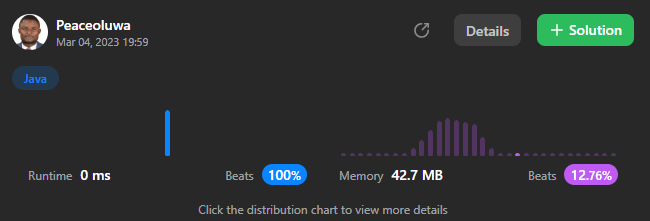 Peaceoluwa
Mar 04, 2023 19:59
Details
+ Solution
Java
Runtime 0 ms Beats 100% Memory 42.7 MB Beats 12.76%
Click the distribution chart to view more details